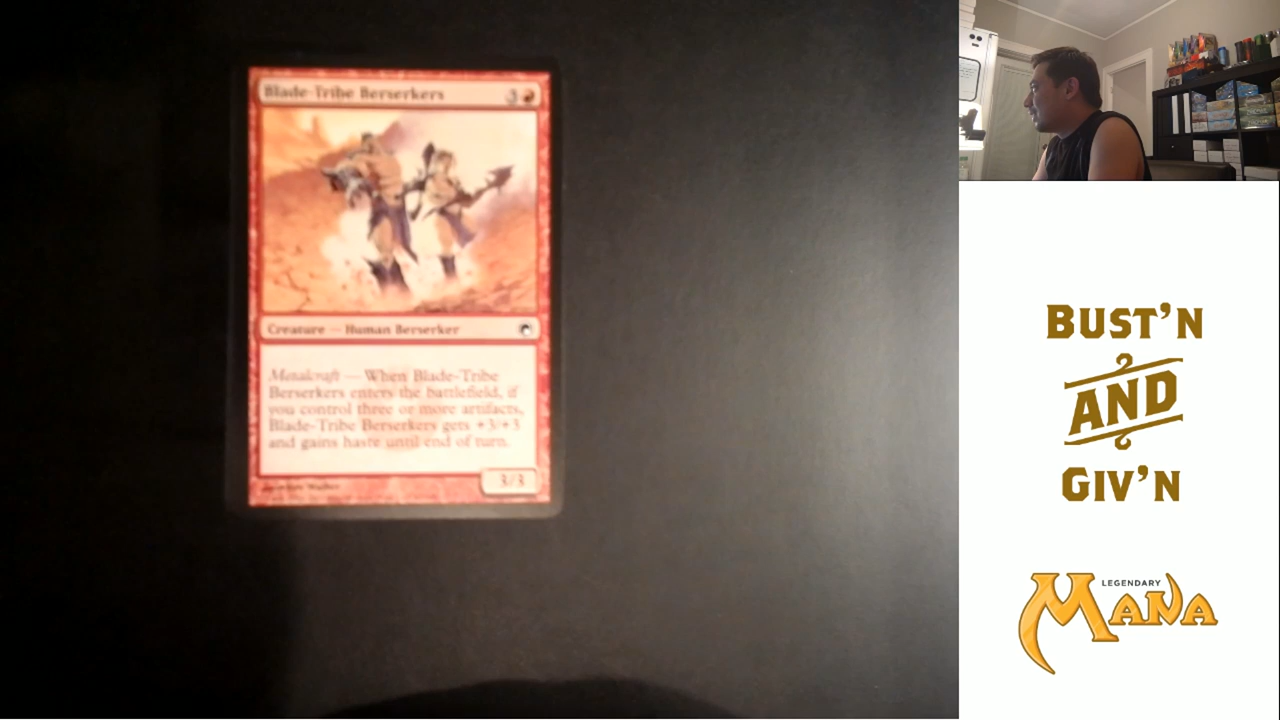 Blade-Tribe Berserkers 3
Creature — Human Berserker
Metalcraft — When Blade-Tribe
Berserkers enters the battlefield, if
you control three or more artifacts,
Blade-Tribe Berserkers gets +3/+3
and gains haste until end of turn.
3/3
BUST'N
AND
GIV'N
LEGENDARY
MANA